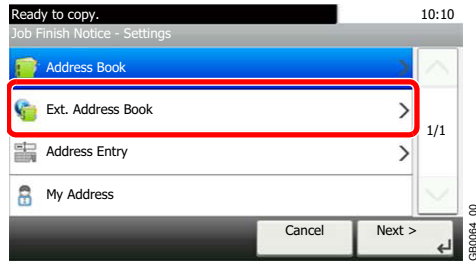 Ready to copy. 10:10
Job Finish Notice - Settings
Address Book
Ext. Address Book
1/1
Address Entry
My Address
Cancel Next >
GB0064_00